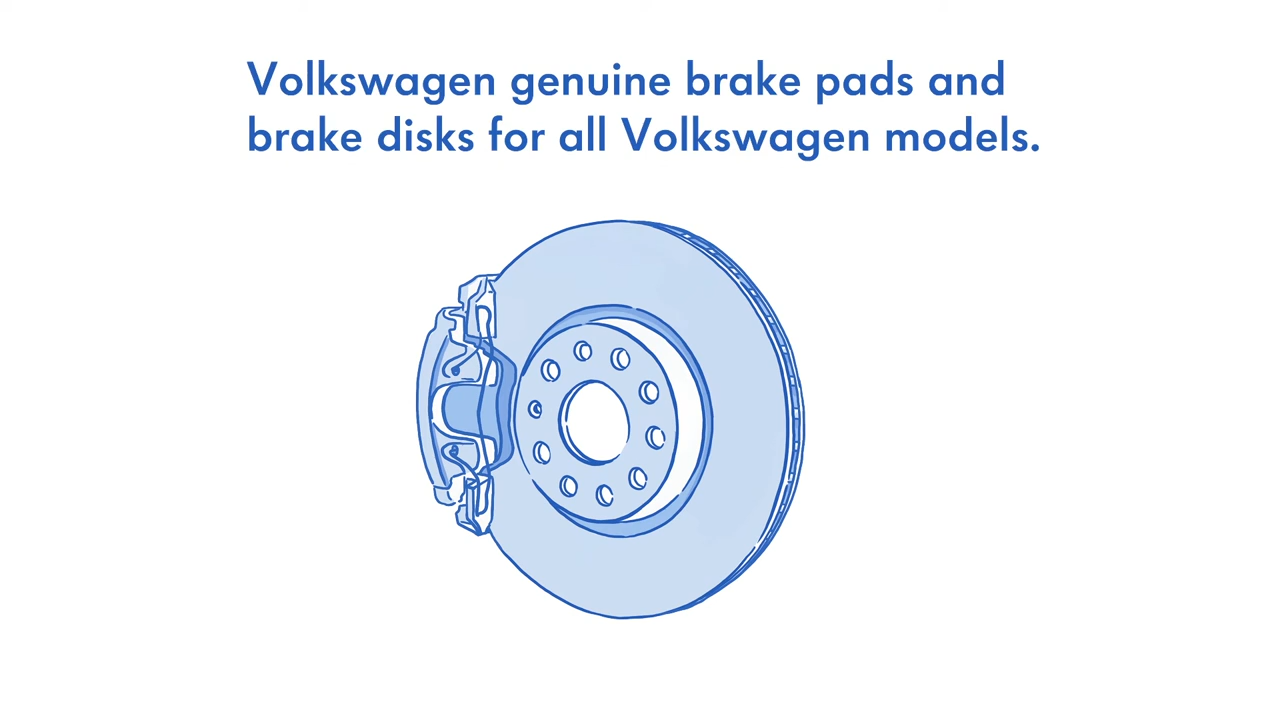 Volkswagen genuine brake pads and
brake disks for all Volkswagen models.